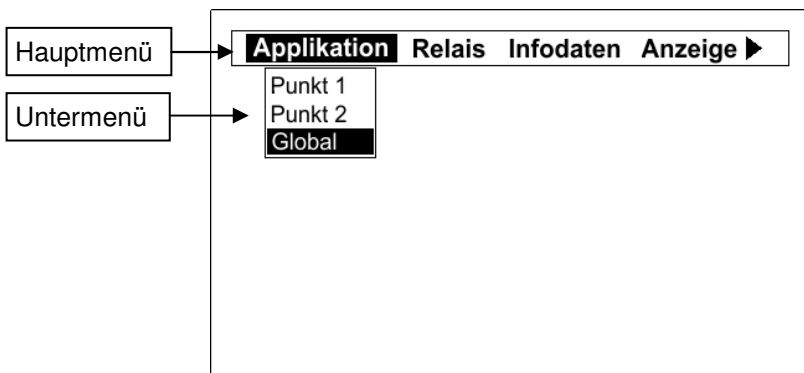 Hauptmenü
Applikation Relais Infodaten Anzeige
Untermenü
Punkt 1
Punkt 2
Global